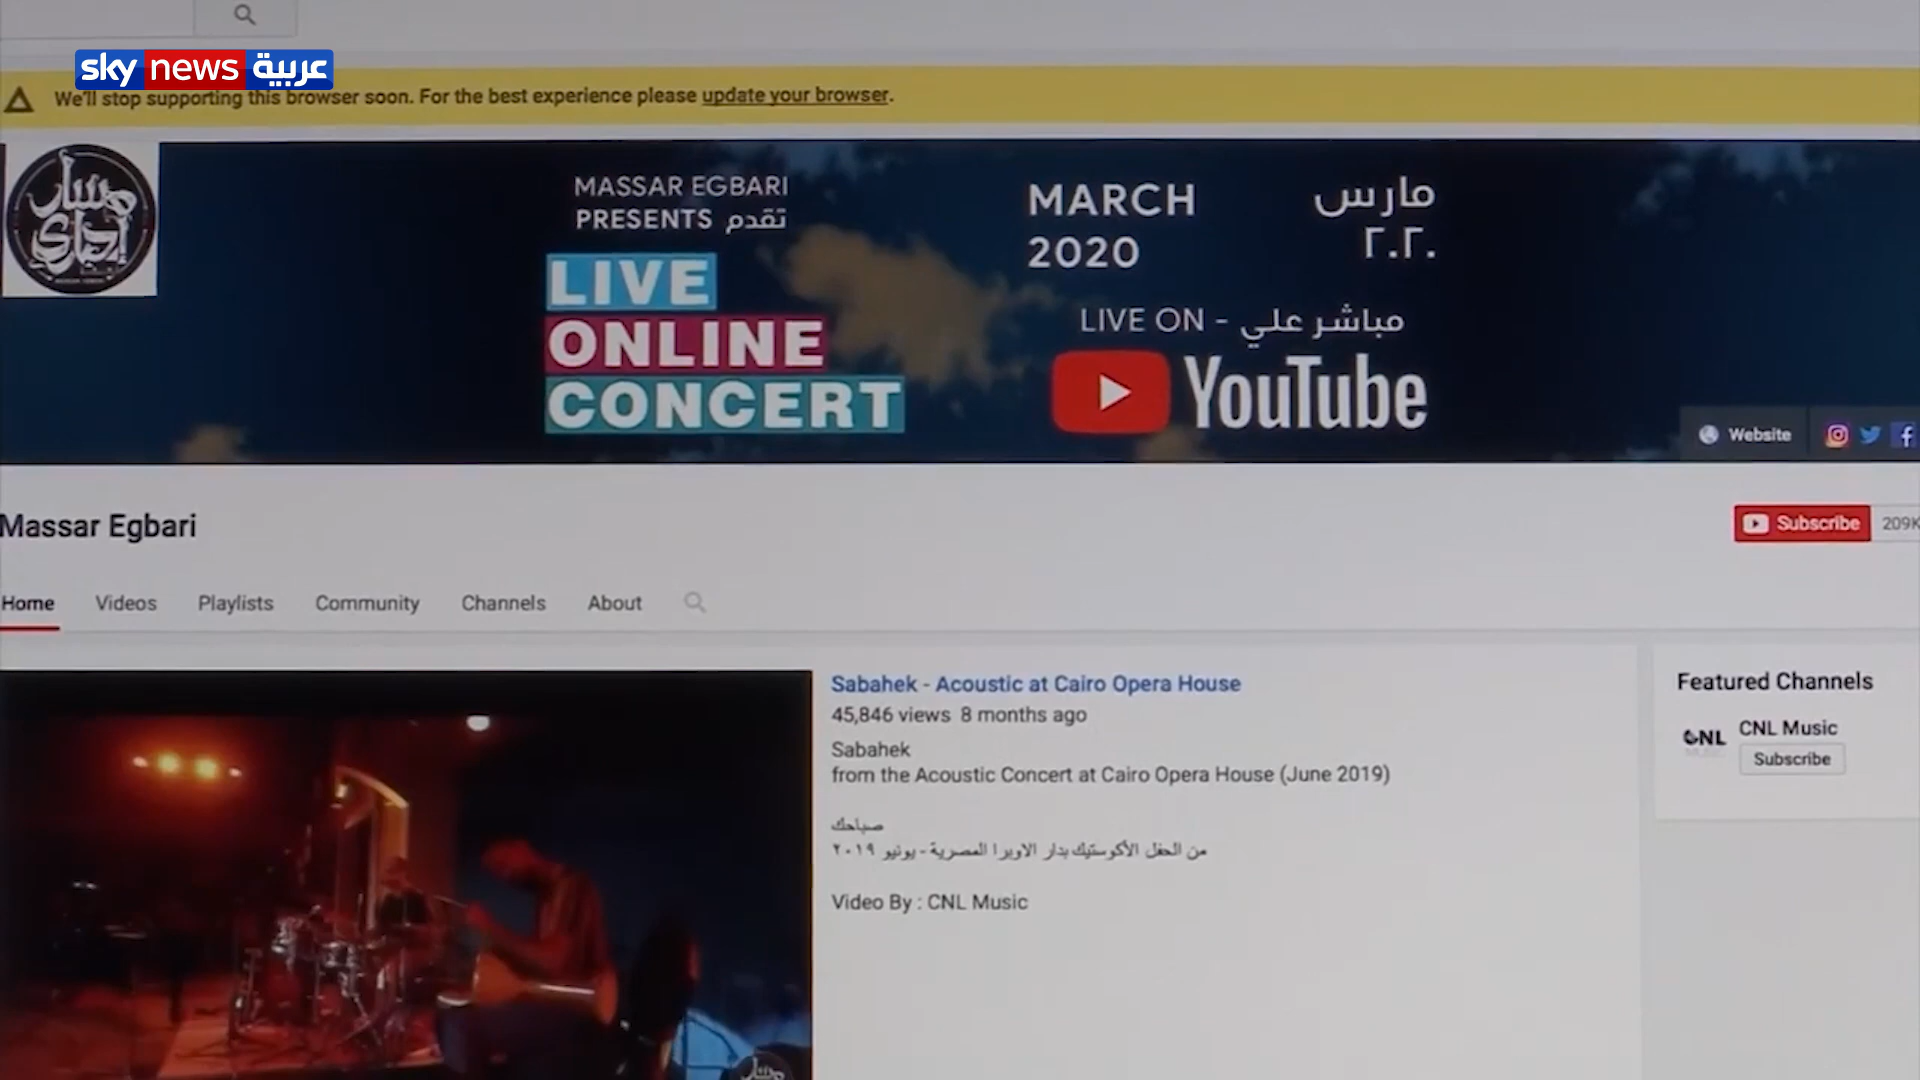 sky news عربية
We'll stop supporting this browser soon. For the best experience please update your browser.
مسار إجباري
MASSAR EGBARI
PRESENTS تقدم
LIVE
ONLINE
CONCERT
MARCH
2020
مارس
٢٠٢٠
LIVE ON - مباشر علي
YouTube
Website
Massar Egbari
Subscribe 209K
Home Videos Playlists Community Channels About
Sabahek - Acoustic at Cairo Opera House
45,846 views 8 months ago
Sabahek
from the Acoustic Concert at Cairo Opera House (June 2019)
صباحك
من الحفل الأكوستيك بدار الاوبرا المصرية - يونيو ٢٠١٩
Video By : CNL Music
Featured Channels
CNL
CNL Music
Subscribe